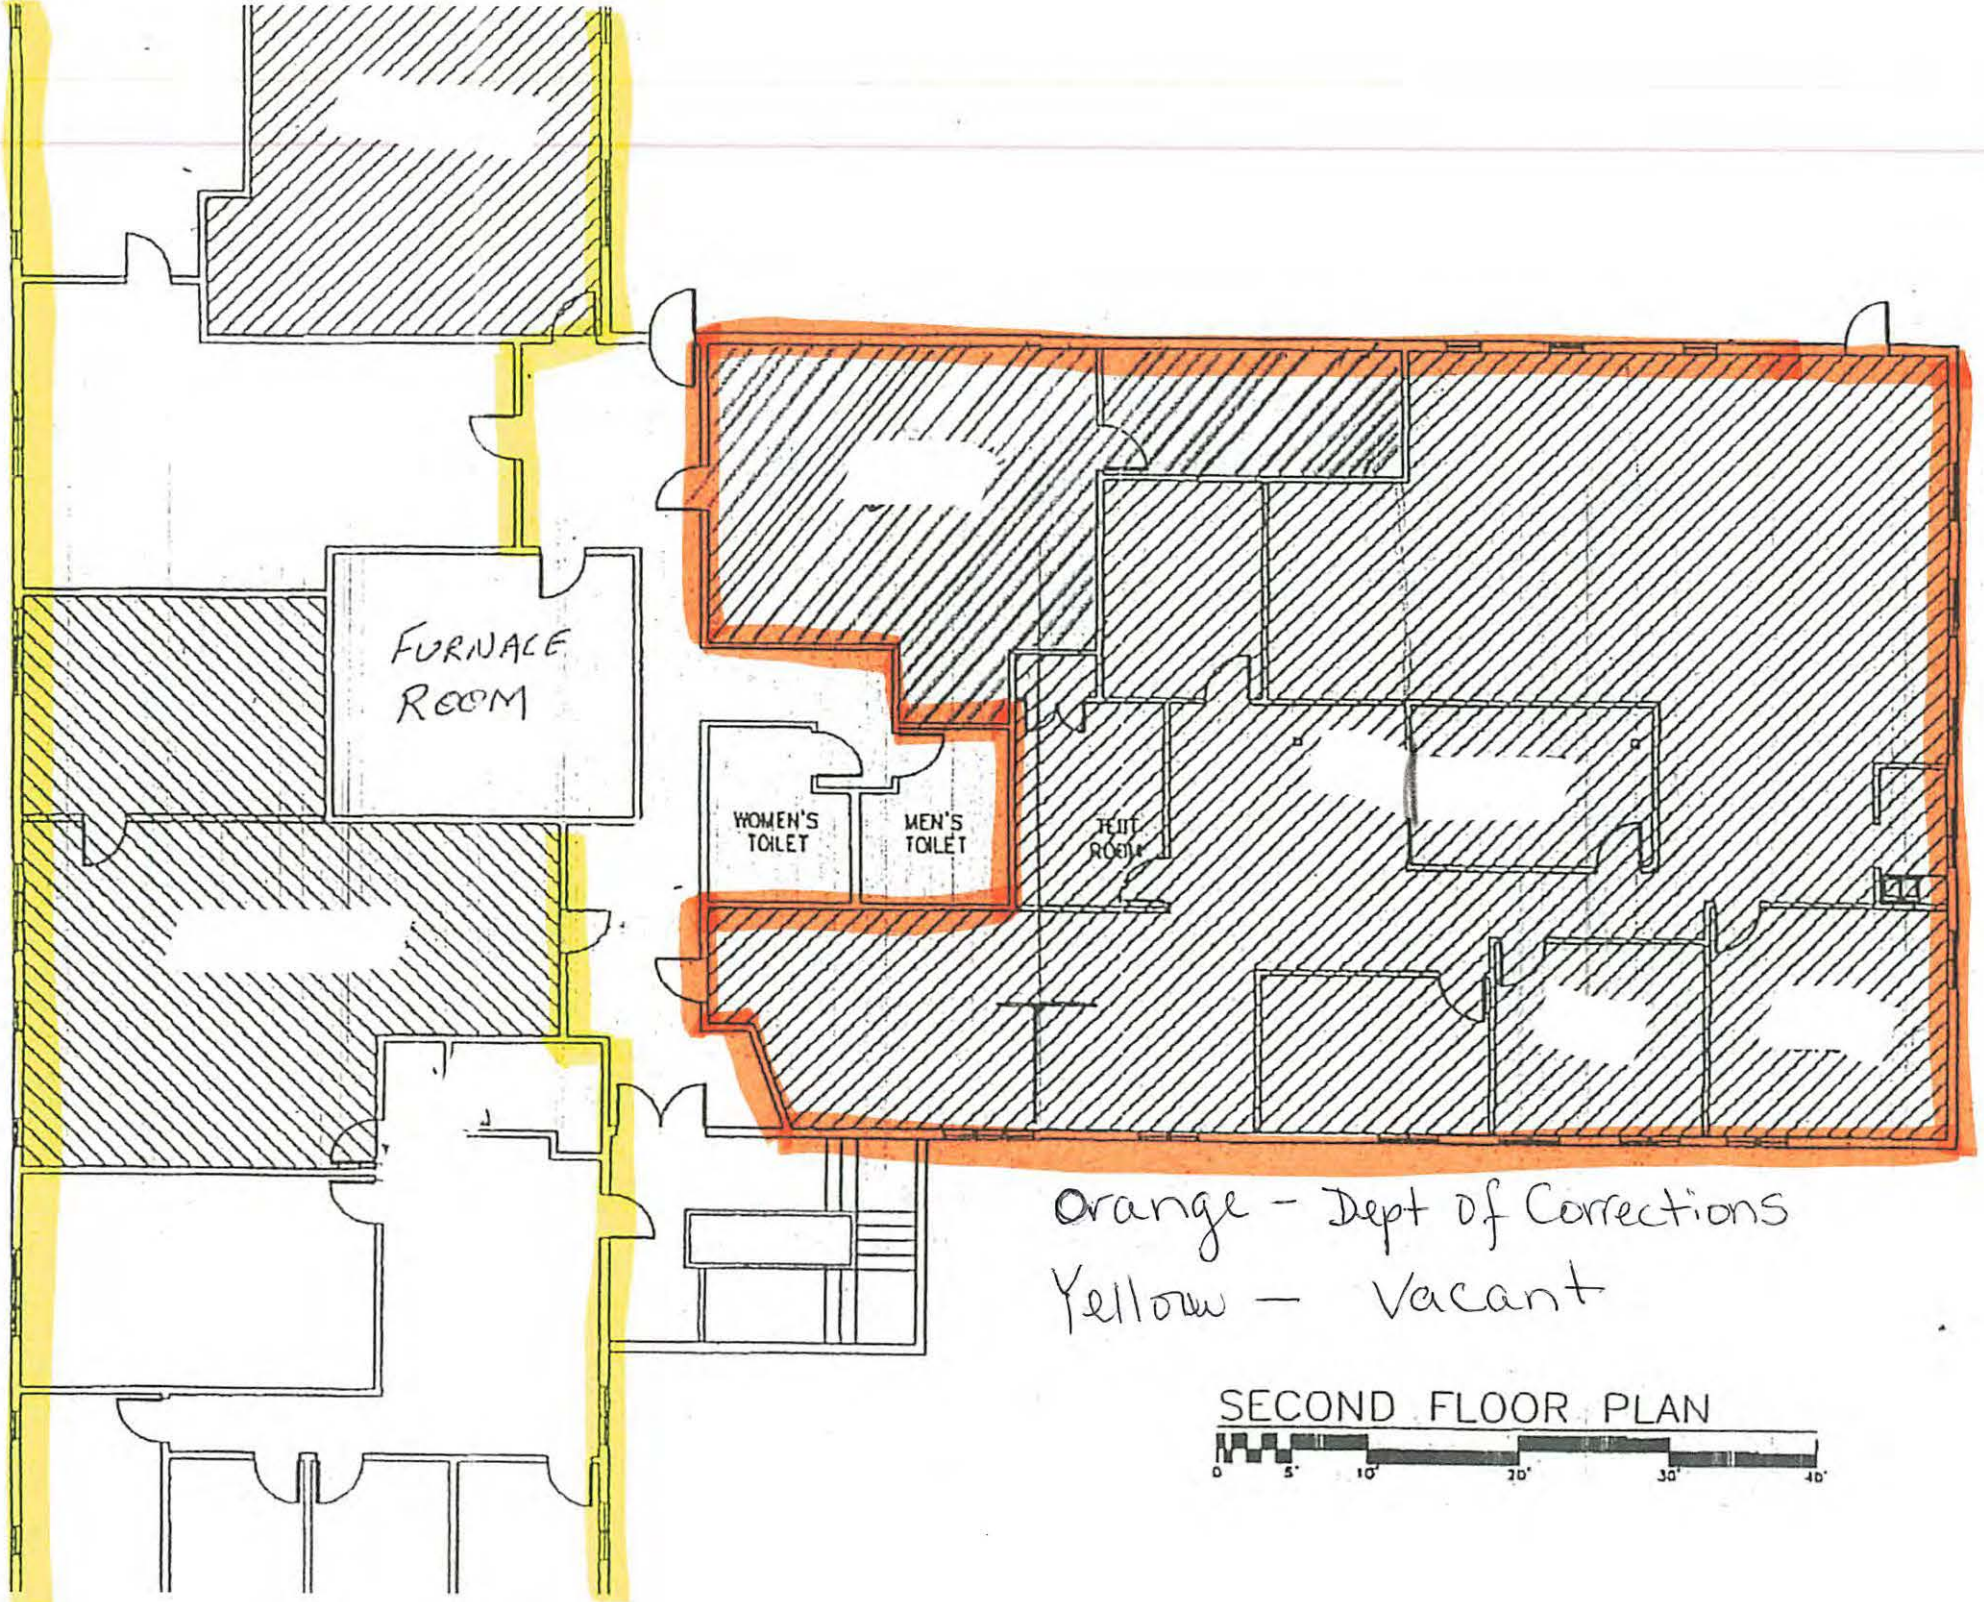 FURNACE
ROOM
WOMEN'S
TOILET
MEN'S
TOILET
ROOM
Orange - Dept of Corrections
Yellow - Vacant
SECOND FLOOR PLAN
0 5' 10' 20' 30' 40'